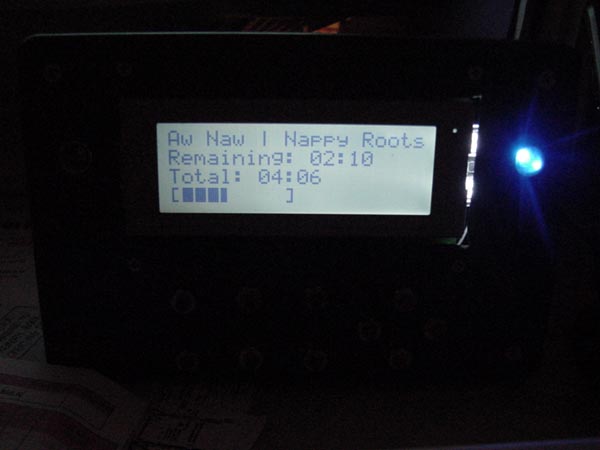 Aw Naw | Nappy Roots
Remaining: 02:10
Total: 04:06
[████ ]